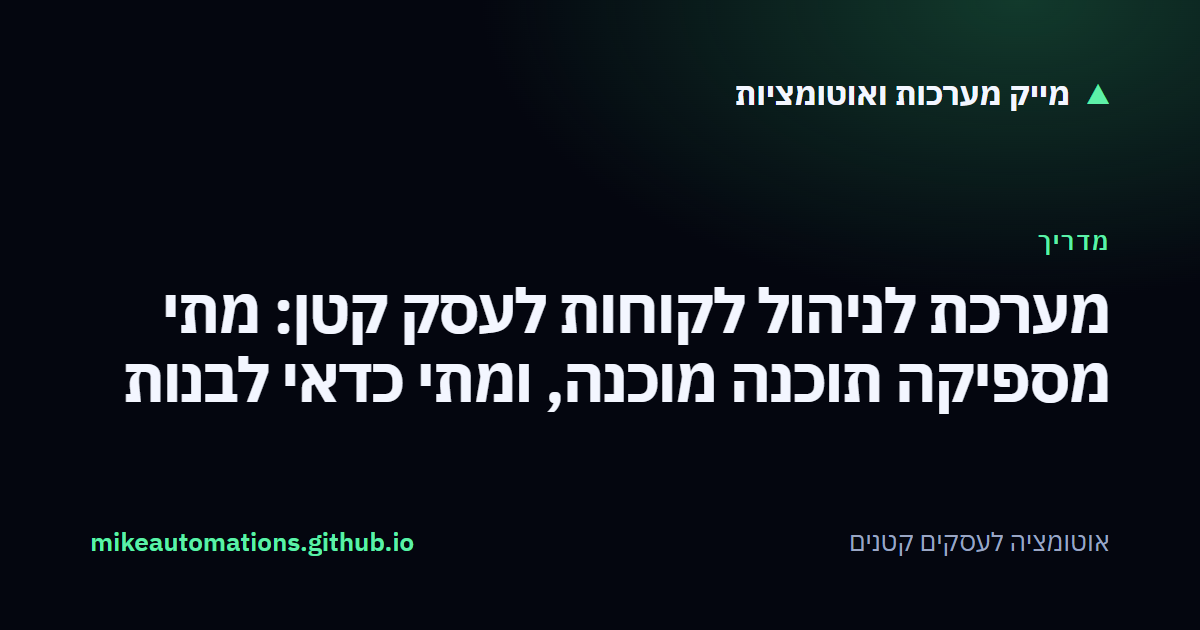 מייק מערכות ואוטומציות
מדריך
מערכת לניהול לקוחות לעסק קטן: מתי
מספיקה תוכנה מוכנה, ומתי כדאי לבנות
אוטומציה לעסקים קטנים
mikeautomations.github.io